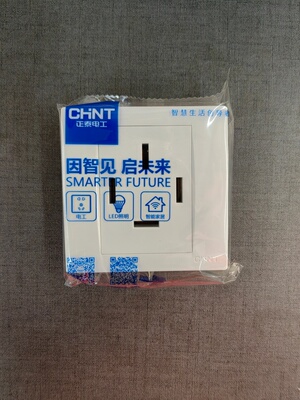 CHNT
正泰电工
智慧生活
因智见 启未来
SMARTER FUTURE
电工
LED照明
智能家居